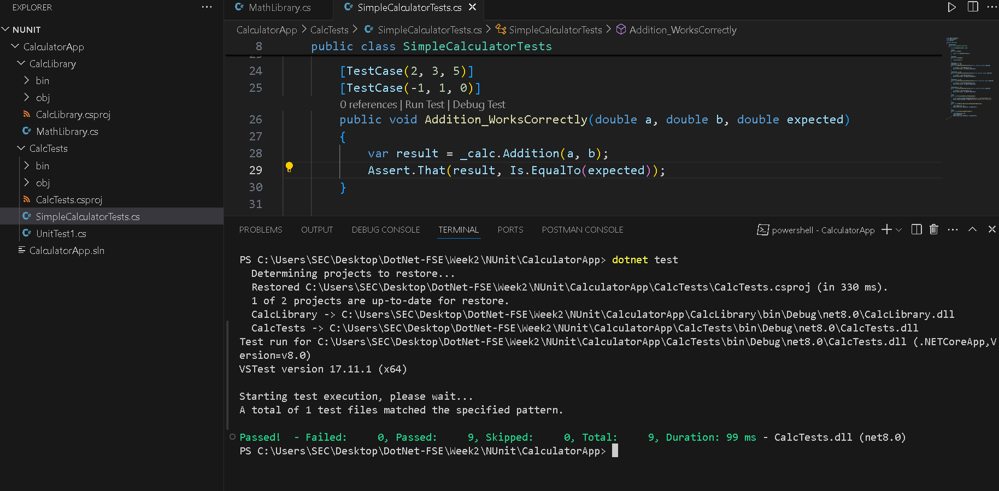 EXPLORER
NUNIT
CalculatorApp
CalcLibrary
bin
obj
CalcLibrary.csproj
MathLibrary.cs
CalcTests
bin
obj
CalcTests.csproj
SimpleCalculatorTests.cs
UnitTest1.cs
CalculatorApp.sln
MathLibrary.cs
SimpleCalculatorTests.cs
CalculatorApp > CalcTests > SimpleCalculatorTests.cs > SimpleCalculatorTests > Addition_WorksCorrectly
8 public class SimpleCalculatorTests
24 [TestCase(2, 3, 5)]
25 [TestCase(-1, 1, 0)]
0 references | Run Test | Debug Test
26 public void Addition_WorksCorrectly(double a, double b, double expected)
27 {
28 var result = _calc.Addition(a, b);
29 Assert.That(result, Is.EqualTo(expected));
30 }
31
PROBLEMS OUTPUT DEBUG CONSOLE TERMINAL PORTS POSTMAN CONSOLE
powershell - CalculatorApp
PS C:\Users\SEC\Desktop\DotNet-FSE\Week2\NUnit\CalculatorApp> dotnet test
Determining projects to restore...
Restored C:\Users\SEC\Desktop\DotNet-FSE\Week2\NUnit\CalculatorApp\CalcTests\CalcTests.csproj (in 330 ms).
1 of 2 projects are up-to-date for restore.
CalcLibrary -> C:\Users\SEC\Desktop\DotNet-FSE\Week2\NUnit\CalculatorApp\CalcLibrary\bin\Debug\net8.0\CalcLibrary.dll
CalcTests -> C:\Users\SEC\Desktop\DotNet-FSE\Week2\NUnit\CalculatorApp\CalcTests\bin\Debug\net8.0\CalcTests.dll
Test run for C:\Users\SEC\Desktop\DotNet-FSE\Week2\NUnit\CalculatorApp\CalcTests\bin\Debug\net8.0\CalcTests.dll (.NETCoreApp,V
ersion=v8.0)
VSTest version 17.11.1 (x64)
Starting test execution, please wait...
A total of 1 test files matched the specified pattern.
Passed!  - Failed:     0, Passed:     9, Skipped:     0, Total:     9, Duration: 99 ms - CalcTests.dll (net8.0)
PS C:\Users\SEC\Desktop\DotNet-FSE\Week2\NUnit\CalculatorApp>